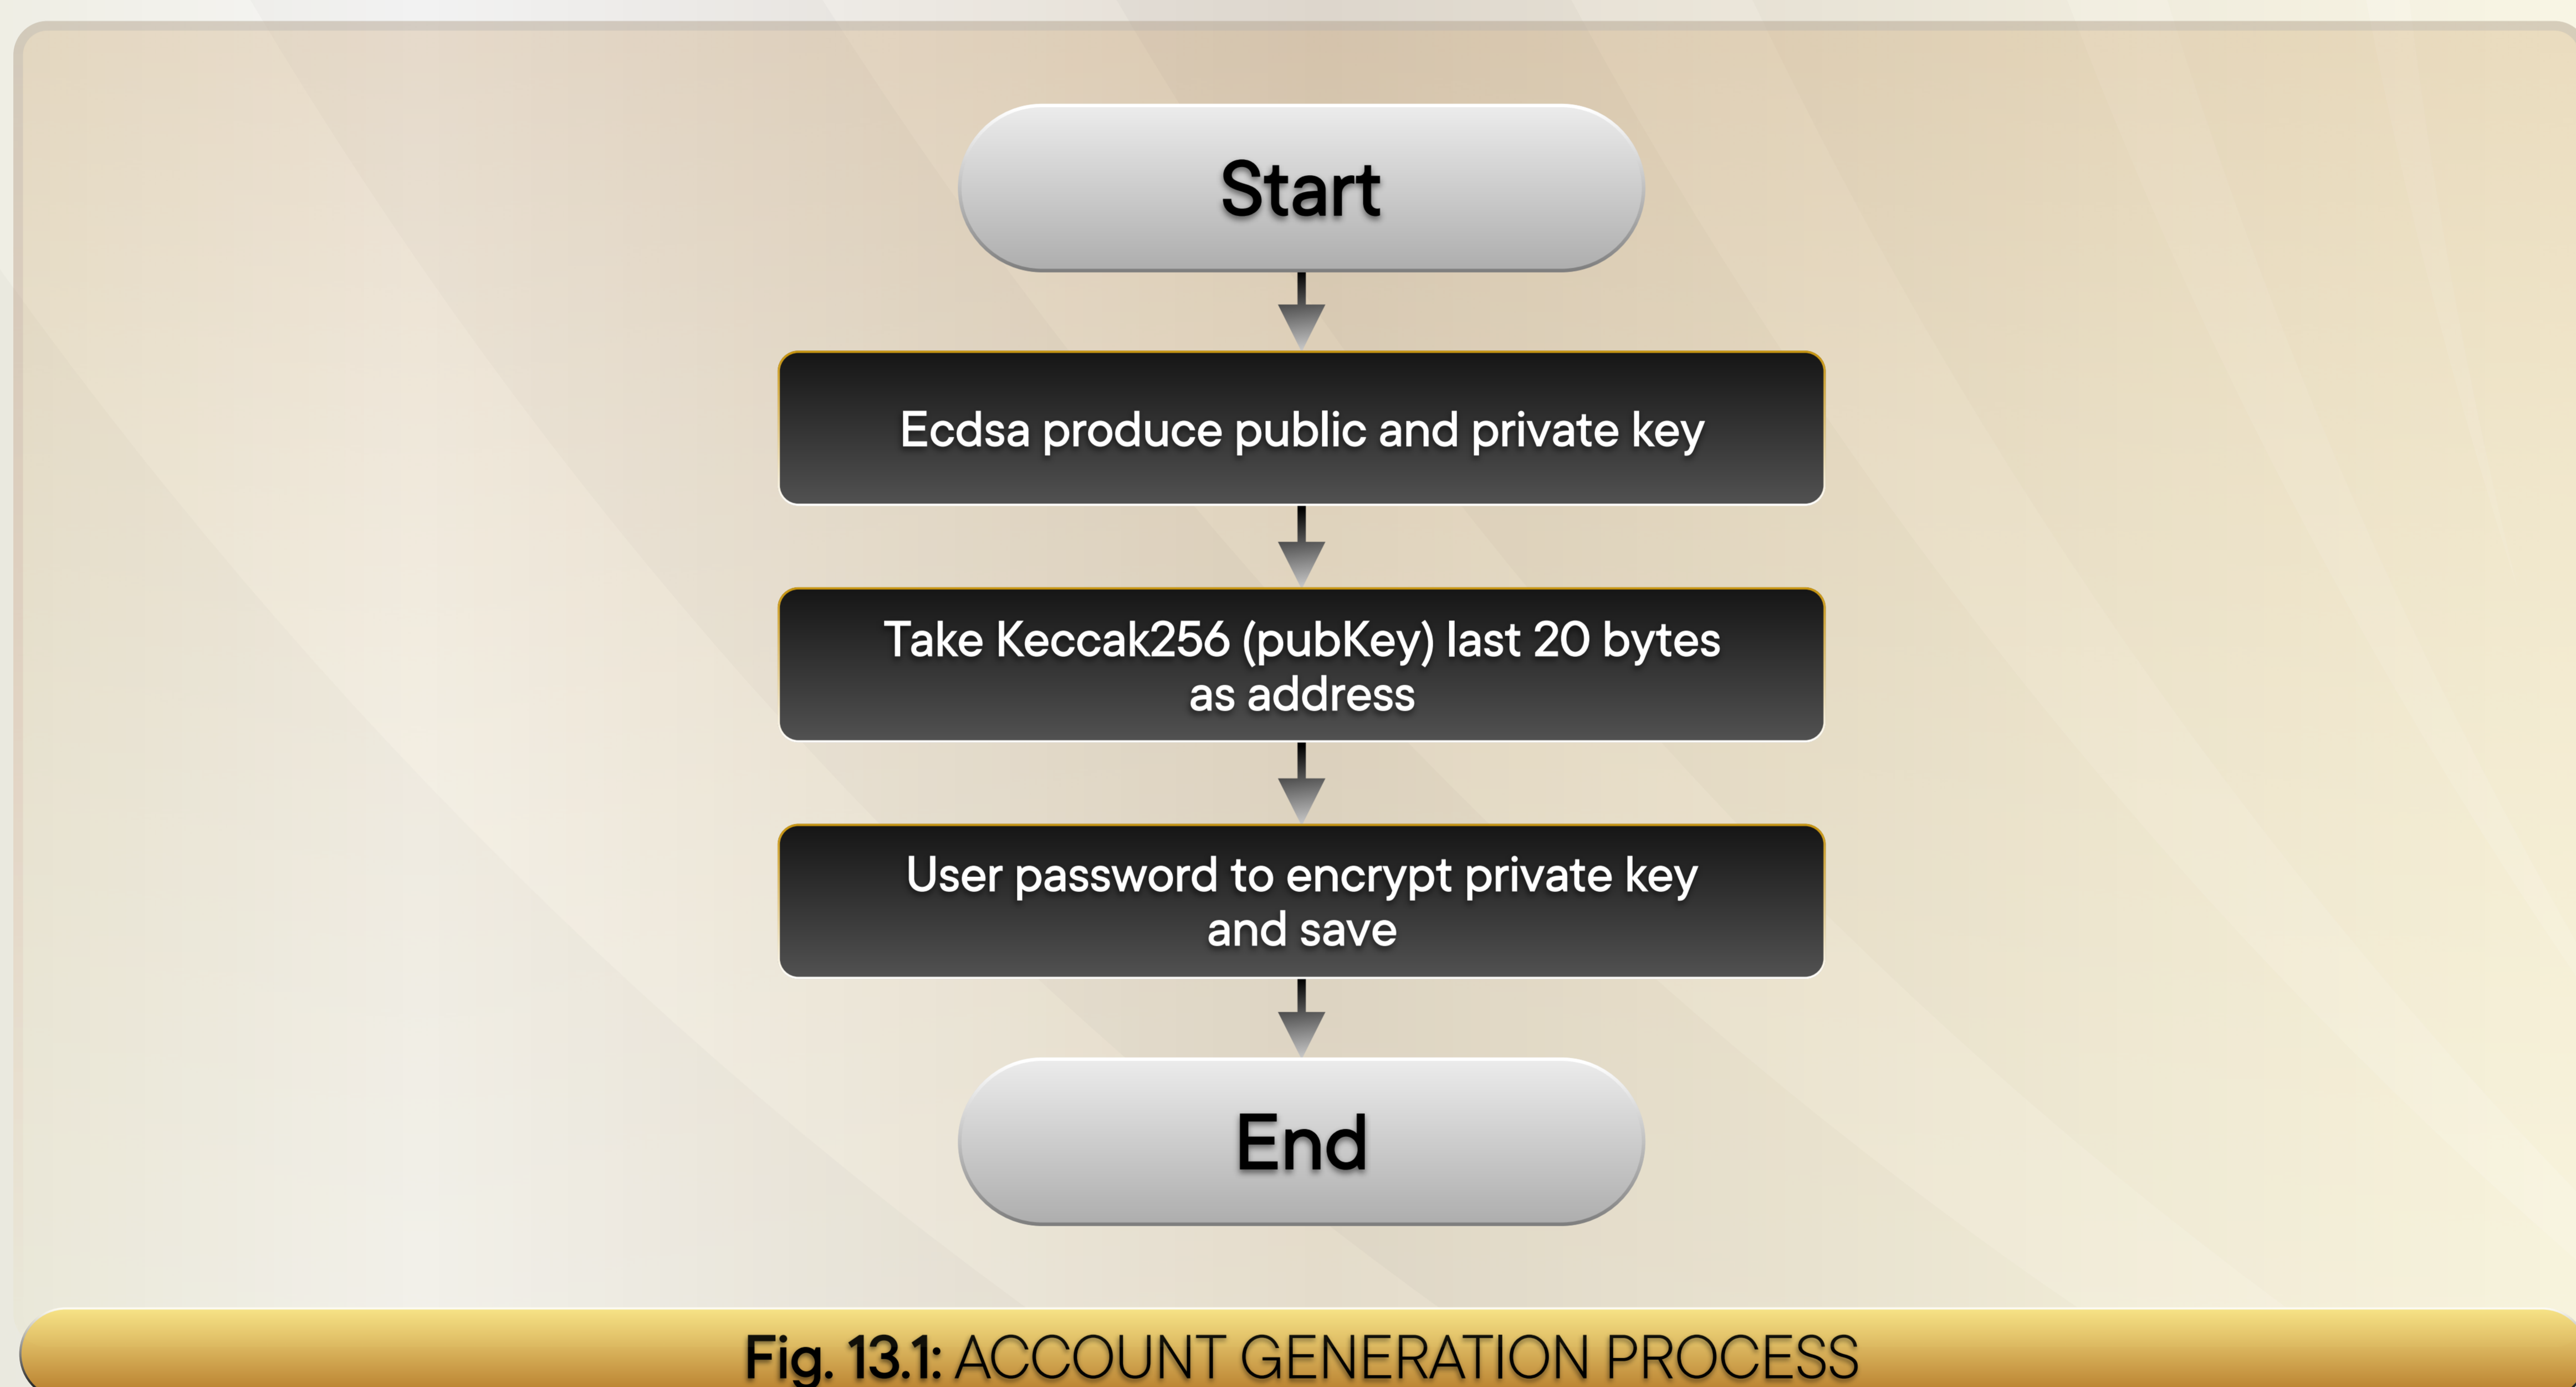 Start
Ecdsa produce public and private key
Take Keccak256 (pubKey) last 20 bytes
as address
User password to encrypt private key
and save
End
Fig. 13.1: ACCOUNT GENERATION PROCESS